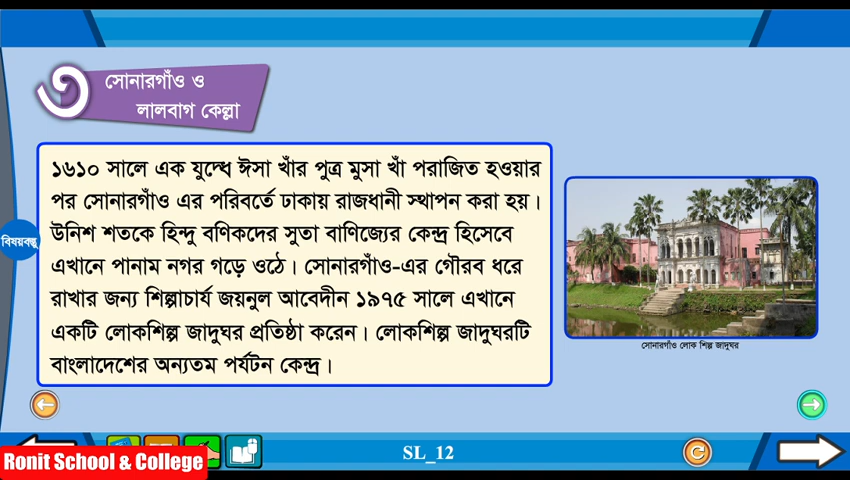 ৩
সোনারগাঁও ও
লালবাগ কেল্লা
১৬১০ সালে এক যুদ্ধে ঈসা খাঁর পুত্র মুসা খাঁ পরাজিত হওয়ার
পর সোনারগাঁও এর পরিবর্তে ঢাকায় রাজধানী স্থাপন করা হয়।
উনিশ শতকে হিন্দু বণিকদের সুতা বাণিজ্যের কেন্দ্র হিসেবে
এখানে পানাম নগর গড়ে ওঠে। সোনারগাঁও-এর গৌরব ধরে
রাখার জন্য শিল্পাচার্য জয়নুল আবেদীন ১৯৭৫ সালে এখানে
একটি লোকশিল্প জাদুঘর প্রতিষ্ঠা করেন। লোকশিল্প জাদুঘরটি
বাংলাদেশের অন্যতম পর্যটন কেন্দ্র।
বিষয়বস্তু
সোনারগাঁও লোক শিল্প জাদুঘর
SL_12
Ronit School & College